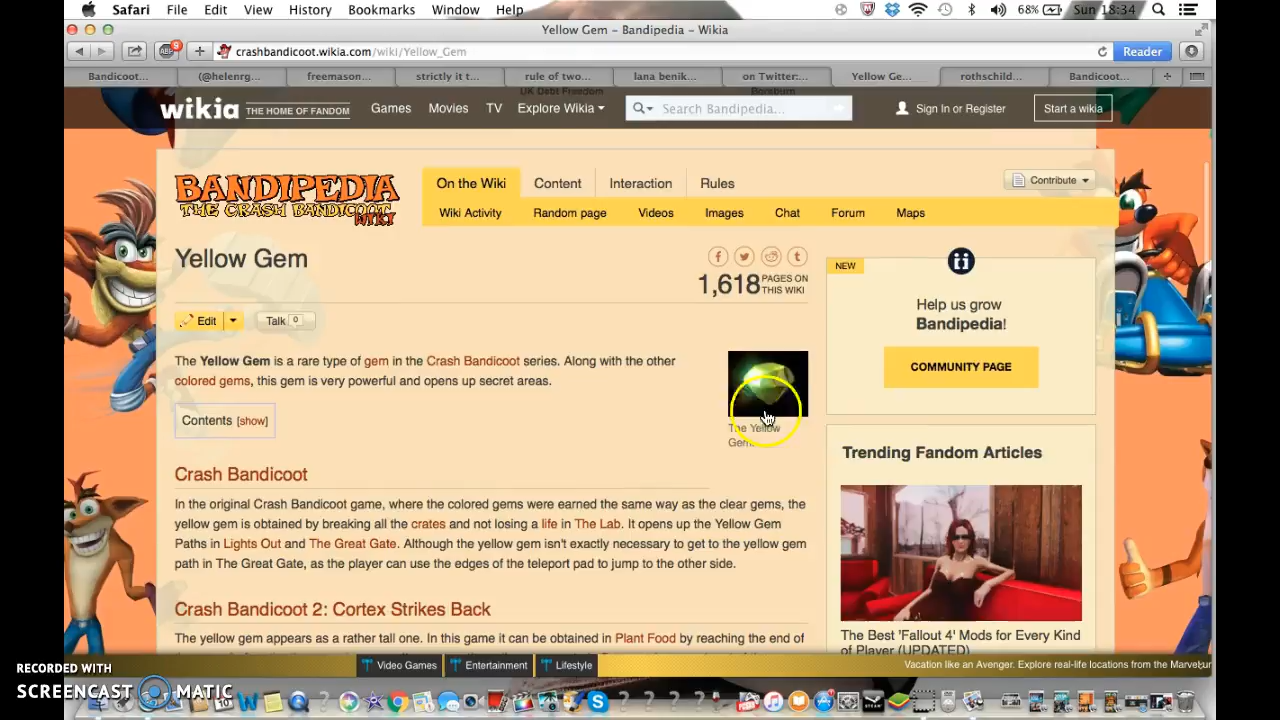 Safari File Edit View History Bookmarks Window Help 68% Sun 18:34
Yellow Gem – Bandipedia – Wikia
crashbandicoot.wikia.com/wiki/Yellow_Gem Reader
Bandicoot... (@helenrg... freemason... strictly it t... rule of two... lana benik... on Twitter:... Yellow Ge... rothschild... Bandicoot...
UK Debt Freedom
wikia THE HOME OF FANDOM Games Movies TV Explore Wikia Search Bandipedia... Sign In or Register Start a wikia
BANDIPEDIA
THE CRASH BANDICOOT
WIKI
On the Wiki Content Interaction Rules Contribute
Wiki Activity Random page Videos Images Chat Forum Maps
Yellow Gem
1,618 PAGES ON
THIS WIKI
Edit Talk 0
The Yellow Gem is a rare type of gem in the Crash Bandicoot series. Along with the other
colored gems, this gem is very powerful and opens up secret areas.
Contents [show]
The Yellow
Gem
Crash Bandicoot
In the original Crash Bandicoot game, where the colored gems were earned the same way as the clear gems, the
yellow gem is obtained by breaking all the crates and not losing a life in The Lab. It opens up the Yellow Gem
Paths in Lights Out and The Great Gate. Although the yellow gem isn't exactly necessary to get to the yellow gem
path in The Great Gate, as the player can use the edges of the teleport pad to jump to the other side.
Crash Bandicoot 2: Cortex Strikes Back
The yellow gem appears as a rather tall one. In this game it can be obtained in Plant Food by reaching the end of
NEW
Help us grow
Bandipedia!
COMMUNITY PAGE
Trending Fandom Articles
The Best 'Fallout 4' Mods for Every Kind
of Player (UPDATED)
Video Games Entertainment Lifestyle Vacation like an Avenger. Explore real-life locations from the Marvel
RECORDED WITH
SCREENCAST MATIC